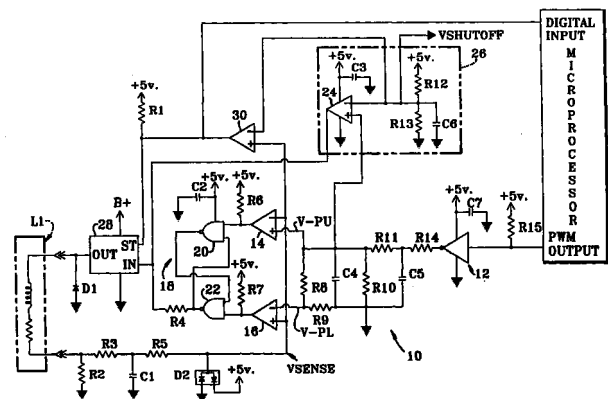 VSHUTOFF
26
DIGITAL
INPUT
MICROPROCESSOR
PWM
OUTPUT
+5v.
C3
R12
24
R13
C6
30
+5v.
R1
B+
28
L1
OUT
ST
IN
D1
+5v.
C2
+5v.
R6
20
14
V-PU
18
+5v.
22
R7
16
V-PL
R4
R8
R9
R10
C4
C5
R11
R14
+5v.
C7
12
+5v.
R15
10
R3
R5
R2
C1
D2
+5v.
VSENSE